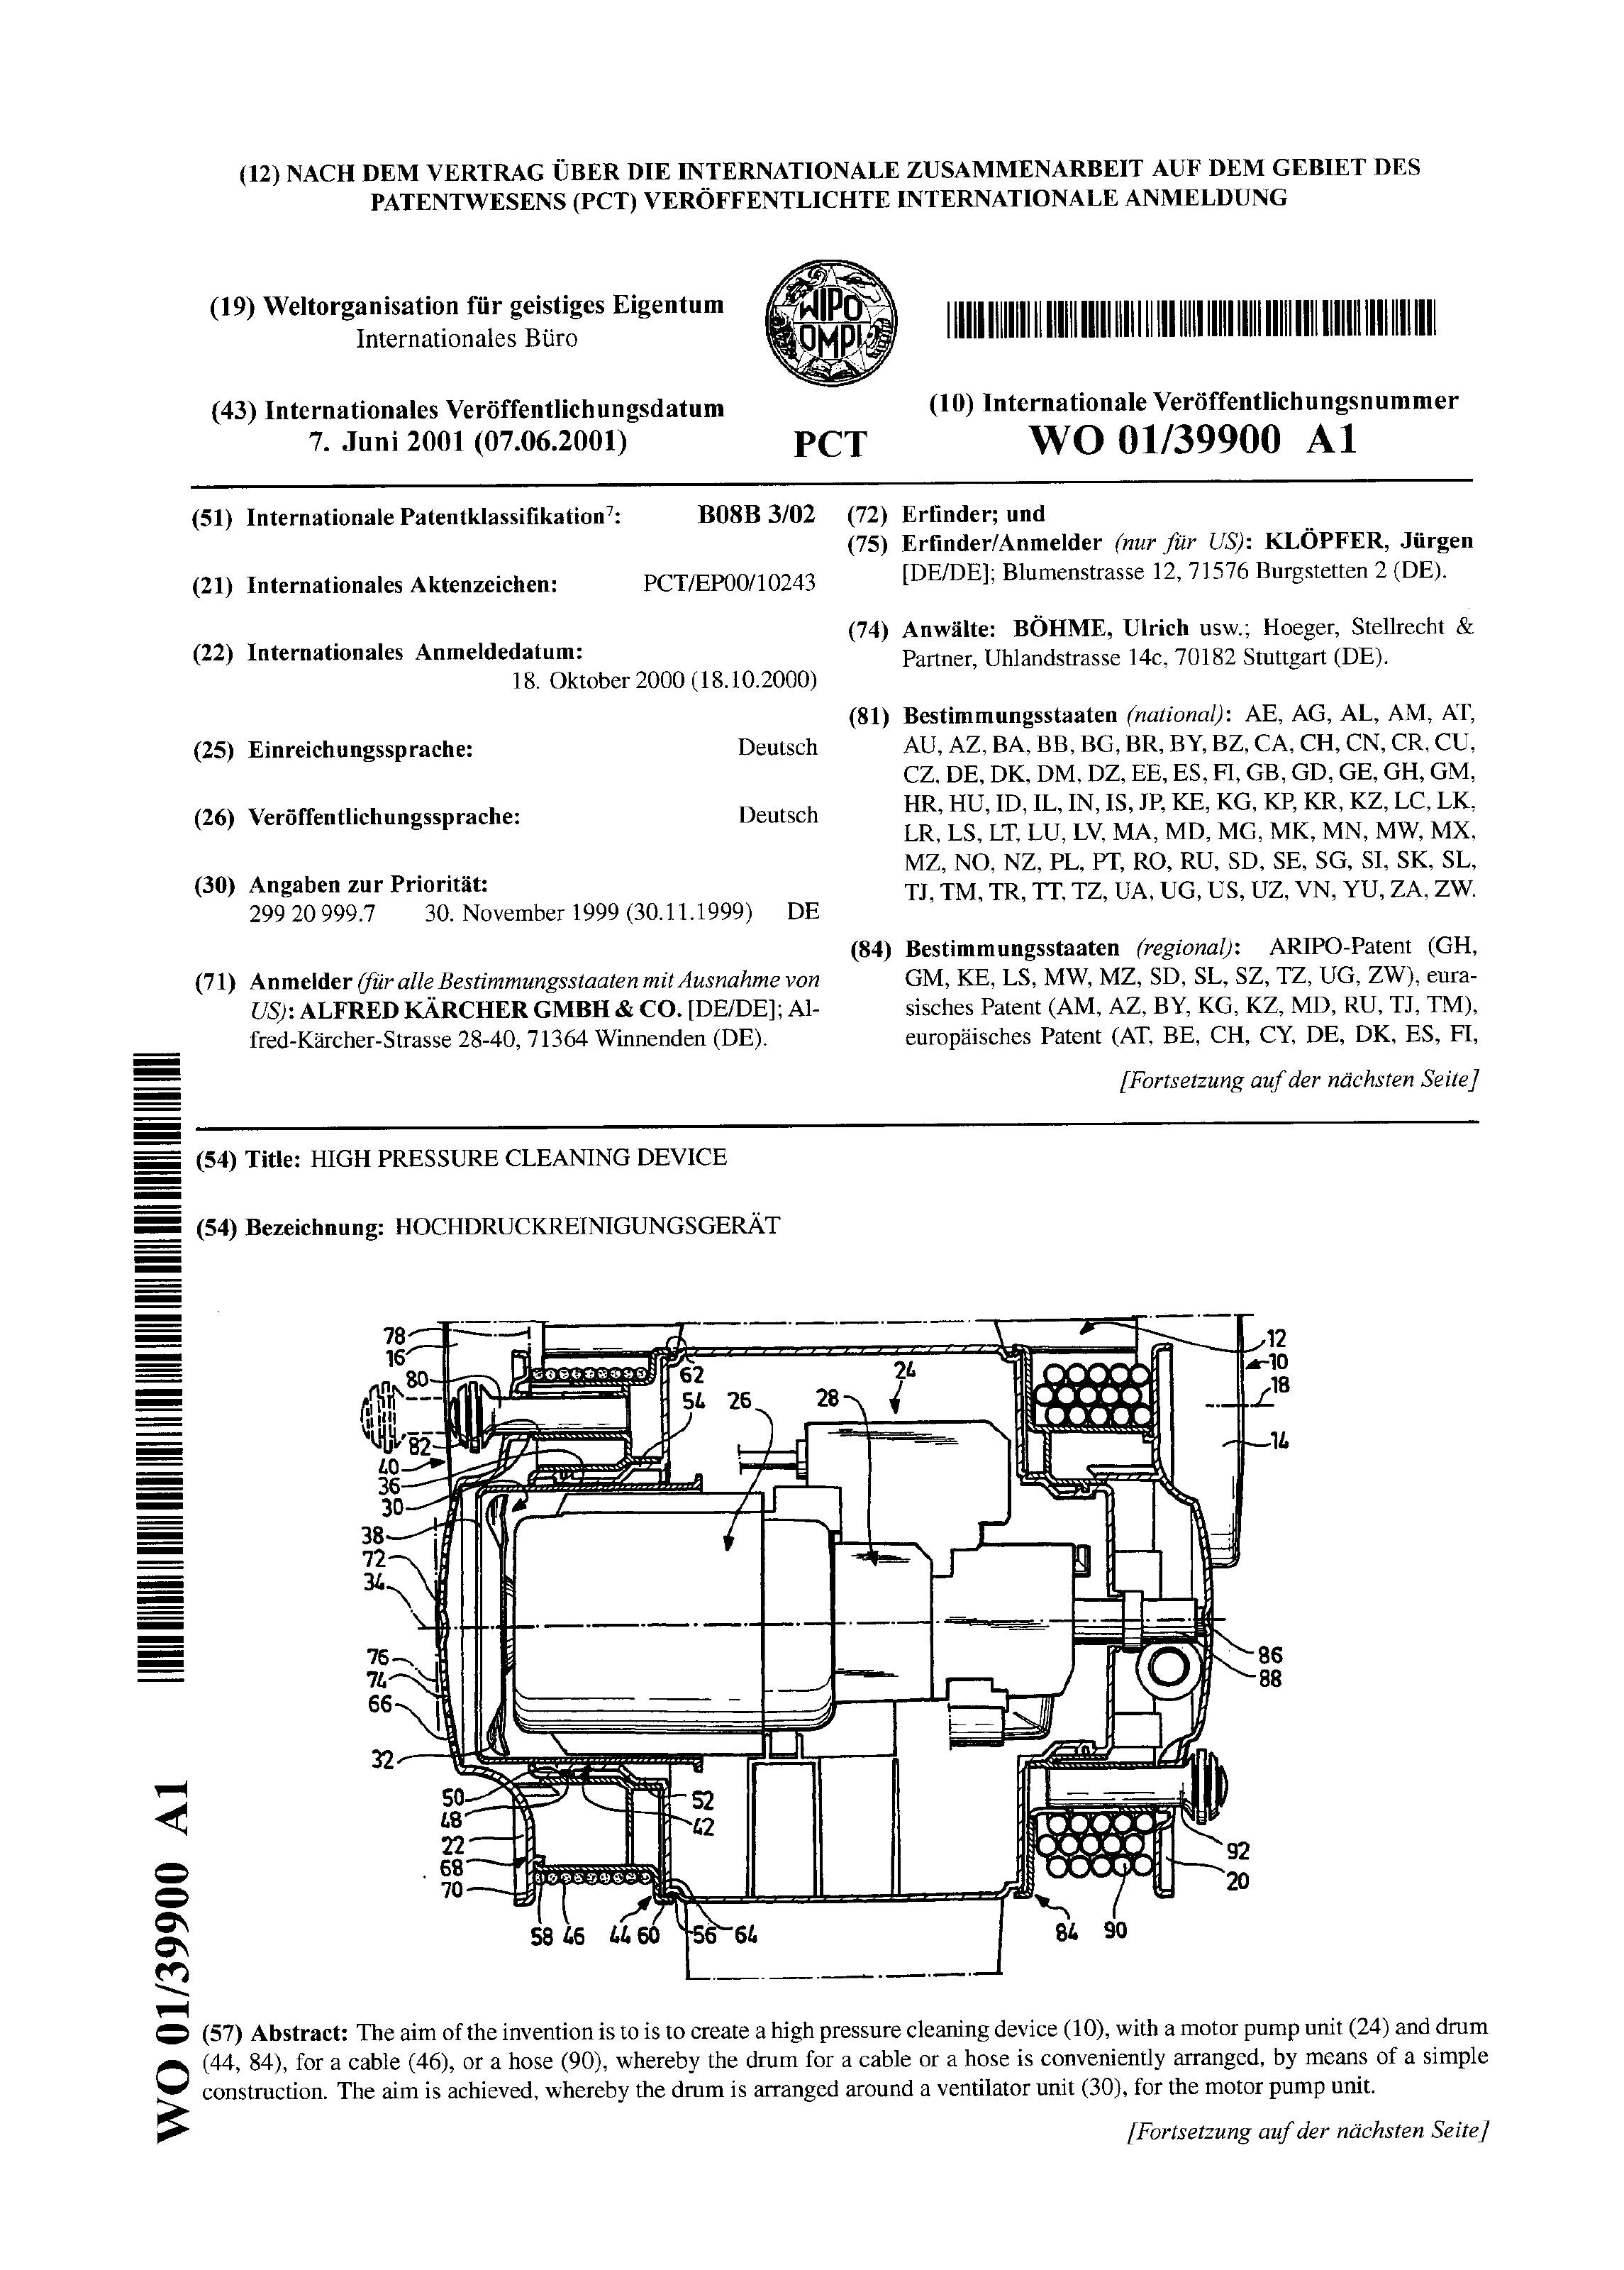 (12) NACH DEM VERTRAG ÜBER DIE INTERNATIONALE ZUSAMMENARBEIT AUF DEM GEBIET DES
PATENTWESENS (PCT) VERÖFFENTLICHTE INTERNATIONALE ANMELDUNG
(19) Weltorganisation für geistiges Eigentum
Internationales Büro
WIPO
OMPI
(43) Internationales Veröffentlichungsdatum
7. Juni 2001 (07.06.2001)
PCT
(10) Internationale Veröffentlichungsnummer
WO 01/39900 A1
(51) Internationale Patentklassifikation7: B08B 3/02
(21) Internationales Aktenzeichen: PCT/EP00/10243
(22) Internationales Anmeldedatum:
18. Oktober 2000 (18.10.2000)
(25) Einreichungssprache: Deutsch
(26) Veröffentlichungssprache: Deutsch
(30) Angaben zur Priorität:
299 20 999.7 30. November 1999 (30.11.1999) DE
(71) Anmelder (für alle Bestimmungsstaaten mit Ausnahme von
US): ALFRED KÄRCHER GMBH & CO. [DE/DE]; Al-
fred-Kärcher-Strasse 28-40, 71364 Winnenden (DE).
(72) Erfinder; und
(75) Erfinder/Anmelder (nur für US): KLÖPFER, Jürgen
[DE/DE]; Blumenstrasse 12, 71576 Burgstetten 2 (DE).
(74) Anwälte: BÖHME, Ulrich usw.; Hoeger, Stellrecht &
Partner, Uhlandstrasse 14c, 70182 Stuttgart (DE).
(81) Bestimmungsstaaten (national): AE, AG, AL, AM, AT,
AU, AZ, BA, BB, BG, BR, BY, BZ, CA, CH, CN, CR, CU,
CZ, DE, DK, DM, DZ, EE, ES, FI, GB, GD, GE, GH, GM,
HR, HU, ID, IL, IN, IS, JP, KE, KG, KP, KR, KZ, LC, LK,
LR, LS, LT, LU, LV, MA, MD, MG, MK, MN, MW, MX,
MZ, NO, NZ, PL, PT, RO, RU, SD, SE, SG, SI, SK, SL,
TJ, TM, TR, TT, TZ, UA, UG, US, UZ, VN, YU, ZA, ZW.
(84) Bestimmungsstaaten (regional): ARIPO-Patent (GH,
GM, KE, LS, MW, MZ, SD, SL, SZ, TZ, UG, ZW), eura-
sisches Patent (AM, AZ, BY, KG, KZ, MD, RU, TJ, TM),
europäisches Patent (AT, BE, CH, CY, DE, DK, ES, FI,
[Fortsetzung auf der nächsten Seite]
(54) Title: HIGH PRESSURE CLEANING DEVICE
(54) Bezeichnung: HOCHDRUCKREINIGUNGSGERÄT
78
16
80
82
40
36
30
38
72
34
76
74
66
32
50
48
22
68
70
58 46 44 60 56 64
62
54 26 28 24
52
42
12
10
18
14
86
88
92
20
84 90
WO 01/39900 A1
(57) Abstract: The aim of the invention is to is to create a high pressure cleaning device (10), with a motor pump unit (24) and drum
(44, 84), for a cable (46), or a hose (90), whereby the drum for a cable or a hose is conveniently arranged, by means of a simple
construction. The aim is achieved, whereby the drum is arranged around a ventilator unit (30), for the motor pump unit.
[Fortsetzung auf der nächsten Seite]